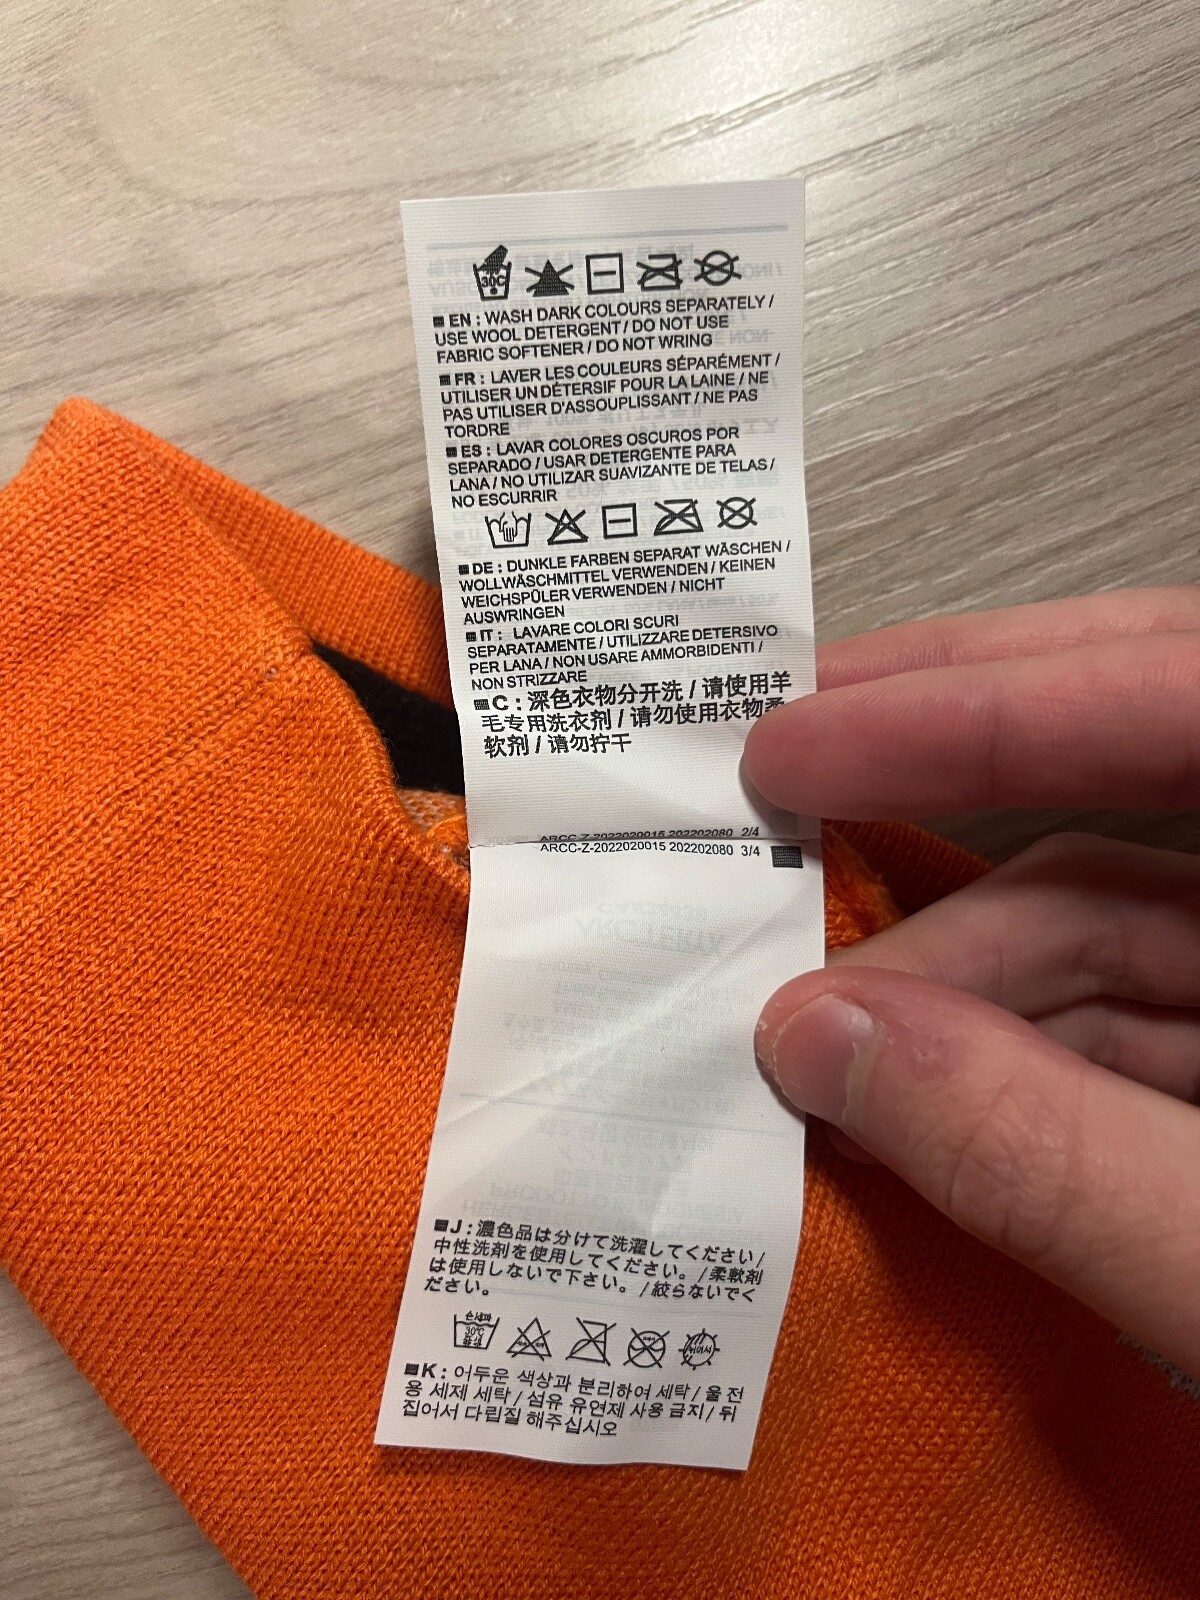 30C
EN : WASH DARK COLOURS SEPARATELY /
USE WOOL DETERGENT / DO NOT USE
FABRIC SOFTENER / DO NOT WRING
FR : LAVER LES COULEURS SÉPARÉMENT /
UTILISER UN DÉTERSIF POUR LA LAINE / NE
PAS UTILISER D'ASSOUPLISSANT / NE PAS
TORDRE
ES : LAVAR COLORES OSCUROS POR
SEPARADO / USAR DETERGENTE PARA
LANA / NO UTILIZAR SUAVIZANTE DE TELAS /
NO ESCURRIR
DE : DUNKLE FARBEN SEPARAT WÄSCHEN /
WOLLWÄSCHMITTEL VERWENDEN / KEINEN
WEICHSPÜLER VERWENDEN / NICHT
AUSWRINGEN
IT : LAVARE COLORI SCURI
SEPARATAMENTE / UTILIZZARE DETERSIVO
PER LANA / NON USARE AMMORBIDENTI /
NON STRIZZARE
C : 深色衣物分开洗 / 请使用羊
毛专用洗衣剂 / 请勿使用衣物柔
软剂 / 请勿拧干
ARCC-Z-2022020015 202202080 2/4
ARCC-Z-2022020015 202202080 3/4
J : 濃色品は分けて洗濯してください /
中性洗剤を使用してください。 / 柔軟剤
は使用しないで下さい。 / 絞らないでく
ださい。
손세탁
30℃
중성
K : 어두운 색상과 분리하여 세탁 / 울 전
용 세제 세탁 / 섬유 유연제 사용 금지 / 뒤
집어서 다림질 해주십시오